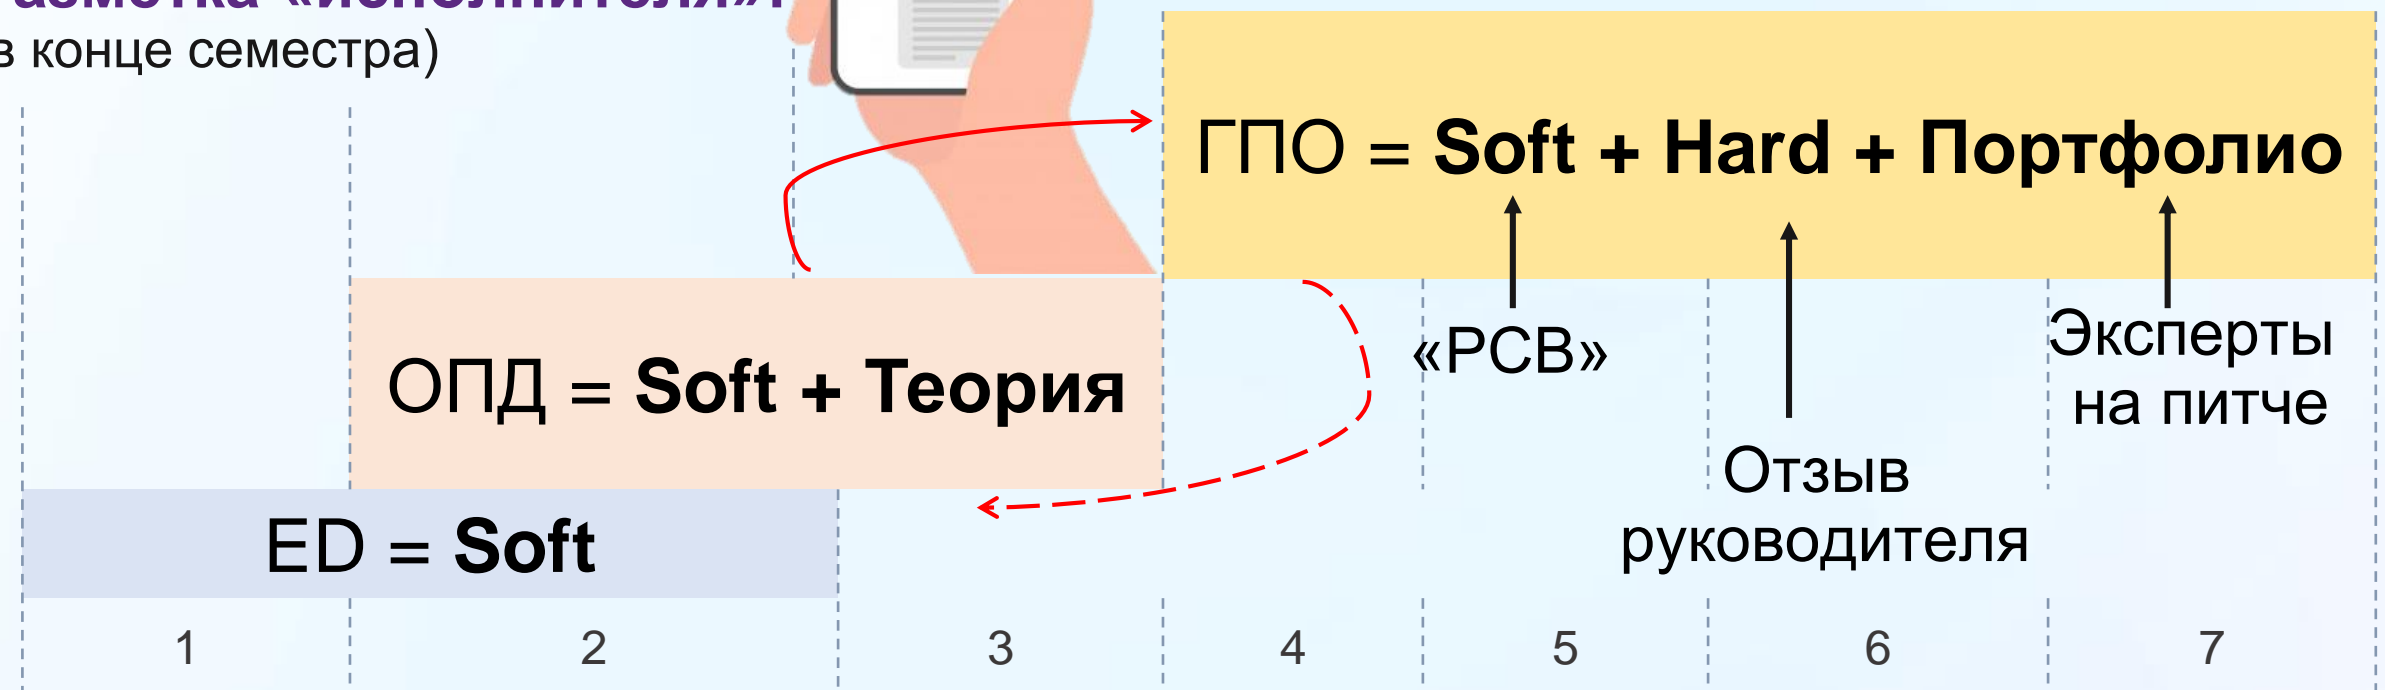 «исполнителя»
в конце семестра)
ГПО = Soft + Hard + Портфолио
ОПД = Soft + Теория
«РСВ»
Эксперты
на питче
Отзыв
руководителя
ED = Soft
1 2 3 4 5 6 7